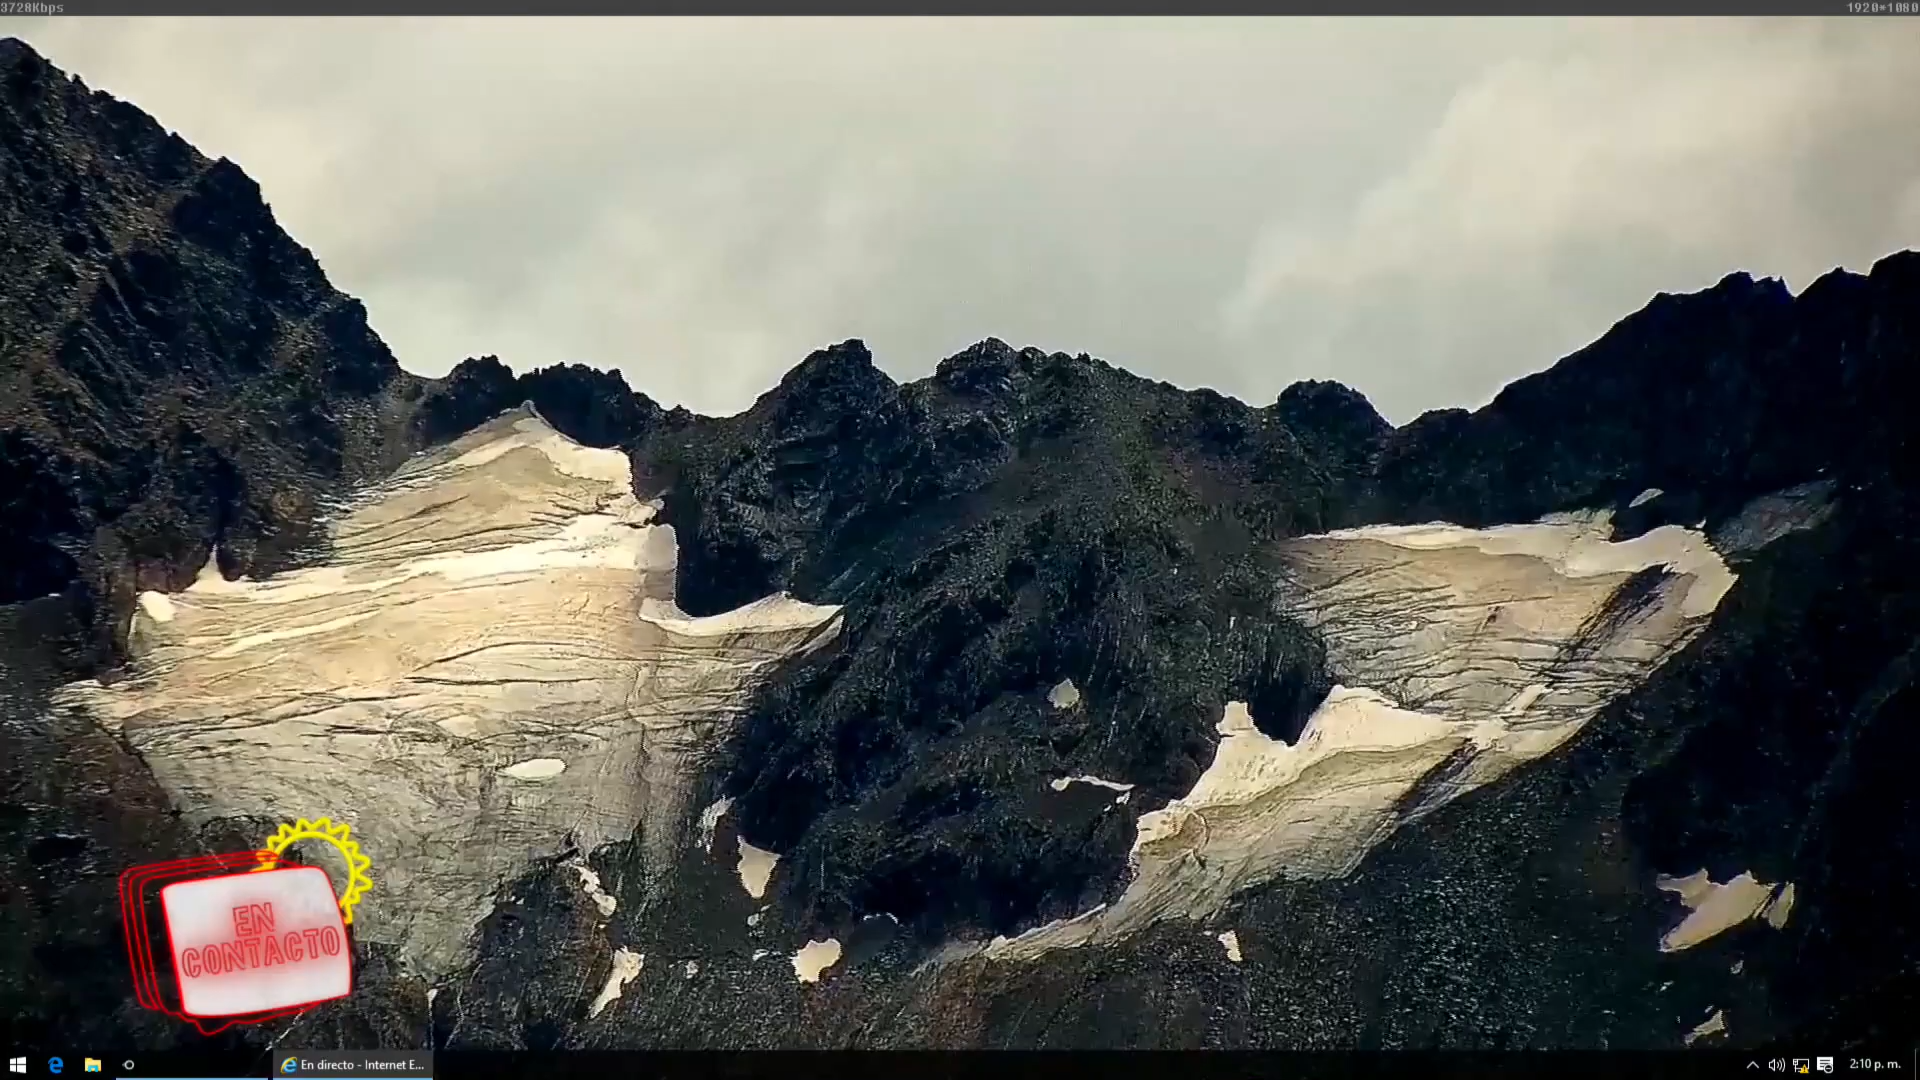 3728Kbps
1920*1080
EN
CONTACTO
En directo - Internet E...
2:10 p. m.